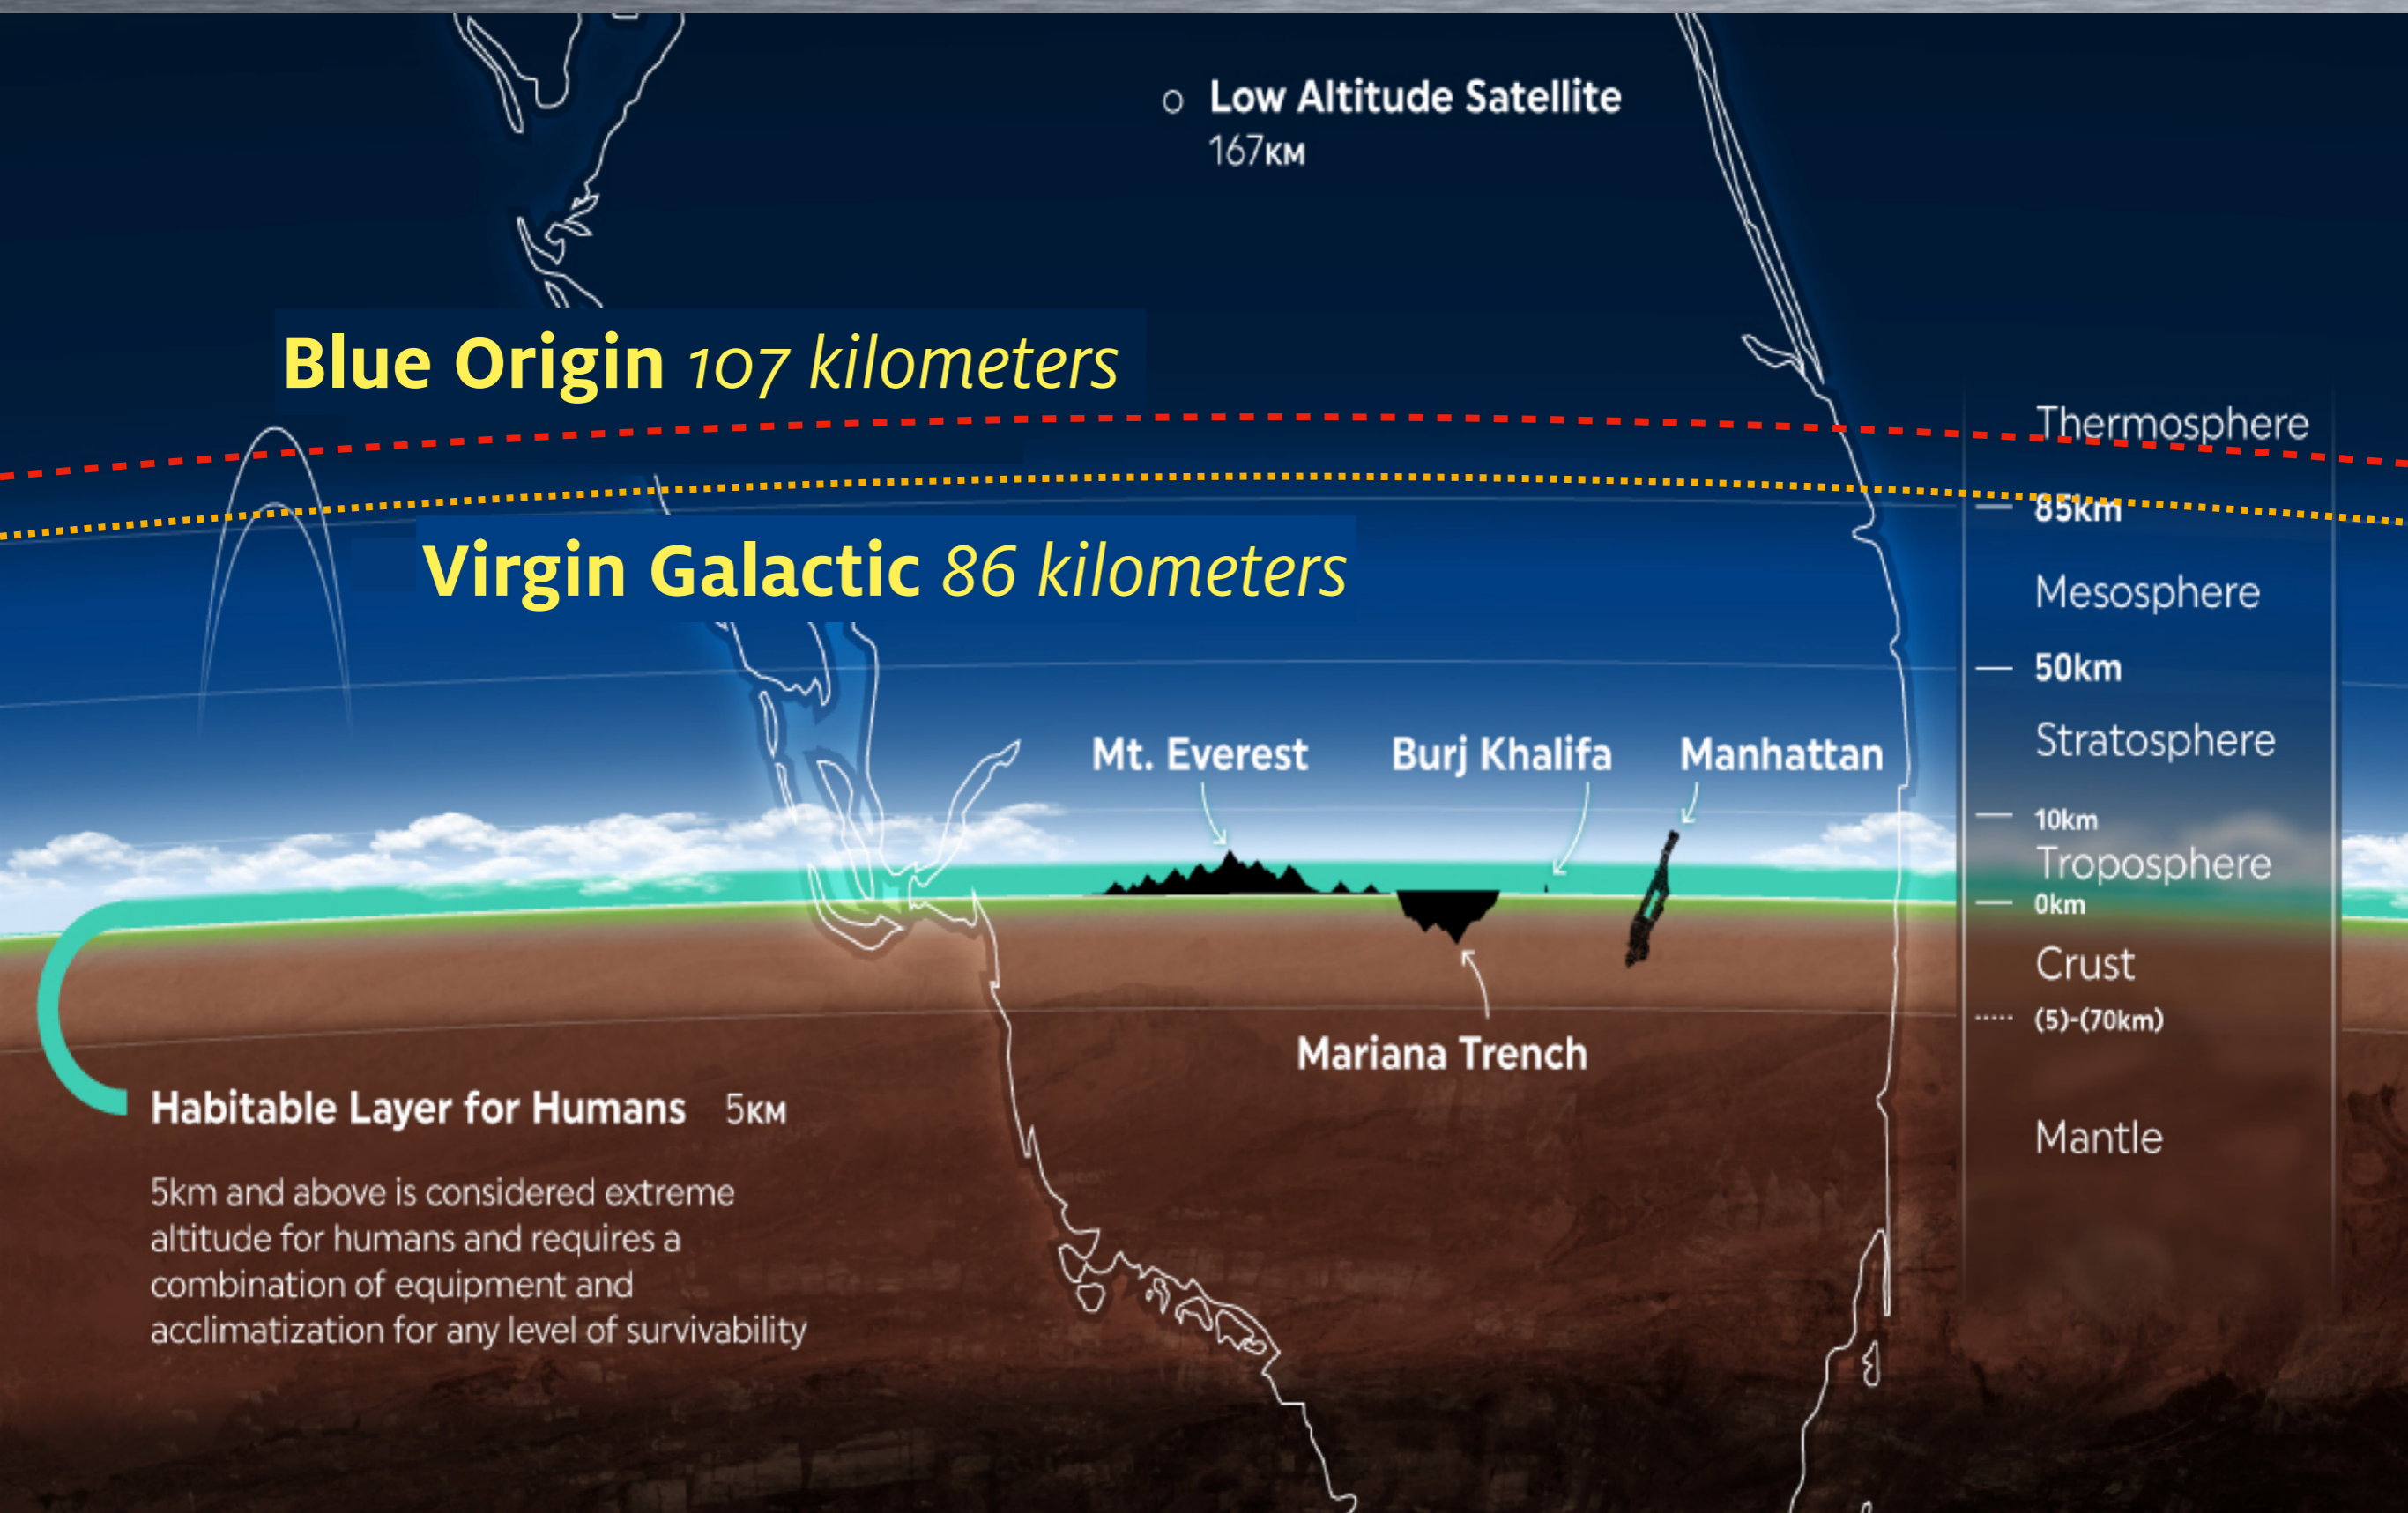 Low Altitude Satellite
167KM
Blue Origin 107 kilometers
Virgin Galactic 86 kilometers
Thermosphere
85km
Mesosphere
50km
Stratosphere
10km
Troposphere
0km
Crust
(5)-(70km)
Mantle
Mt. Everest
Burj Khalifa
Manhattan
Mariana Trench
Habitable Layer for Humans 5KM
5km and above is considered extreme
altitude for humans and requires a
combination of equipment and
acclimatization for any level of survivability